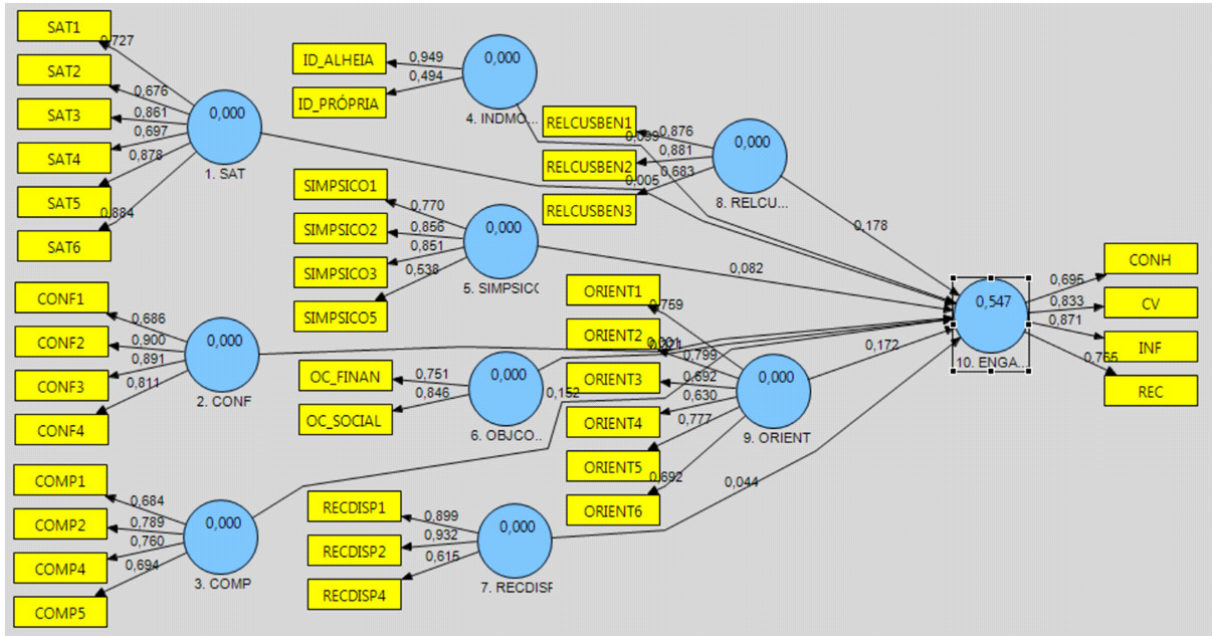 SAT1
SAT2
SAT3
SAT4
SAT5
SAT6
0,727
0,676
0,861
0,697
0,878
0,884
0,000
1. SAT
CONF1
CONF2
CONF3
CONF4
0,686
0,900
0,891
0,811
0,000
2. CONF
COMP1
COMP2
COMP4
COMP5
0,684
0,789
0,760
0,694
0,000
3. COMP
ID_ALHEIA
ID_PRÓPRIA
0,949
0,494
0,000
4. INDMO...
SIMPSICO1
SIMPSICO2
SIMPSICO3
SIMPSICO5
0,770
0,856
0,851
0,538
0,000
5. SIMPSIC
OC_FINAN
OC_SOCIAL
0,751
0,846
0,000
6. OBJCO...
RECDISP1
RECDISP2
RECDISP4
0,899
0,932
0,615
0,000
7. RECDISP
RELCUSBEN1
RELCUSBEN2
RELCUSBEN3
0,876
0,881
0,683
0,000
8. RELCU...
ORIENT1
ORIENT2
ORIENT3
ORIENT4
ORIENT5
ORIENT6
0,759
0,799
0,692
0,630
0,777
0,692
0,000
9. ORIENT
0,005
0,178
0,082
0,152
0,172
0,044
0,547
10. ENGA...
CONH
CV
INF
REC
0,695
0,833
0,871